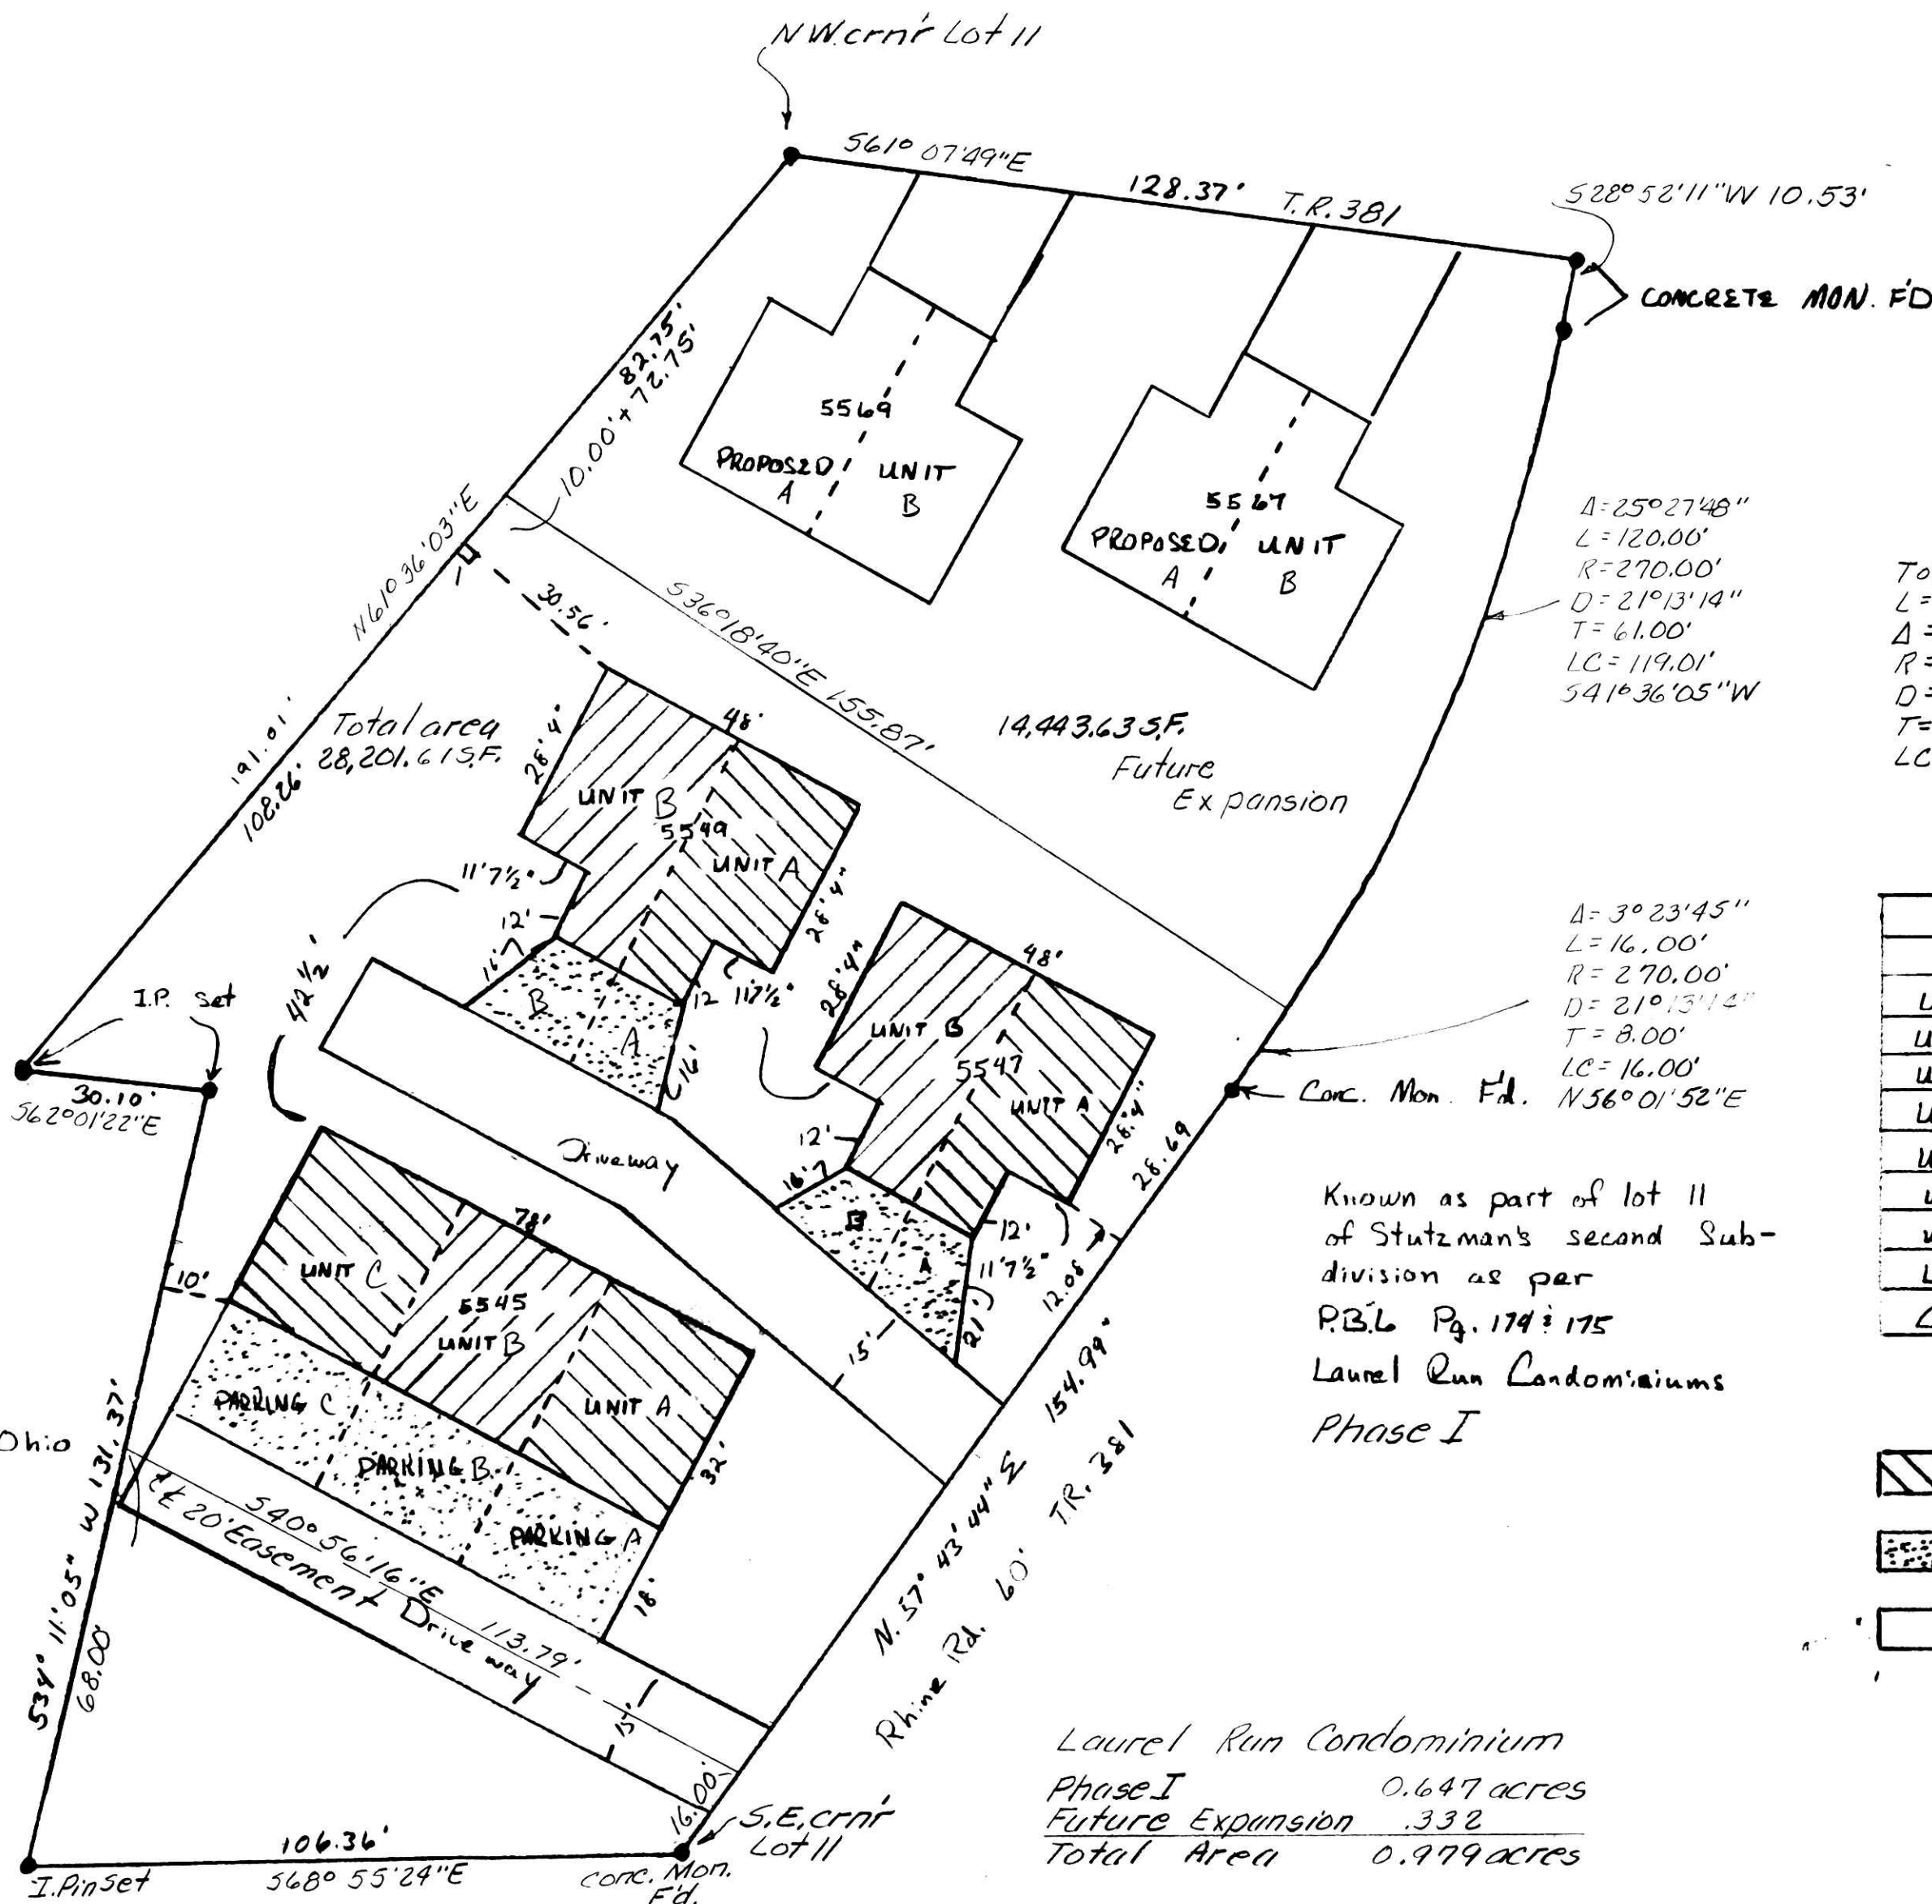 NW.crn'r Lot 11
S61° 07'49"E
128.37'
T.R. 381
S28° 52'11"W 10.53'
CONCRETE MON. F'D
82.75'
10.00' + 72.75'
5569
PROPOSED UNIT
A B
5567
PROPOSED UNIT
A B
Δ=25°27'48"
L=120.00'
R=270.00'
D=21°13'14"
T=61.00'
LC=119.01'
S41°36'05"W
To
L=
Δ=
R=
D=
T=
LC
N61°36'03"E
30.56'
S36°18'40"E 155.87'
191.01'
108.26'
Total area
28,201.61 S.F.
14,443.63 S.F.
Future
Expansion
48'
28'4"
UNIT B
5549
UNIT A
28'4"
11'7½"
12'
16'7
B
A
16'
12
11'7½"
42½'
I.P. set
30.10'
S62°01'22"E
48'
28'4"
UNIT B
5547
UNIT A
28'4"
12'
16'7
B
A
12'
11'7½"
21'
Δ=3°23'45"
L=16.00'
R=270.00'
D=21°13'14"
T=8.00'
LC=16.00'
N56°01'52"E
Conc. Mon. F'd.
28.69
12.08
154.99"
Driveway
15'
78'
UNIT C
5545
UNIT B
UNIT A
32'
10'
PARKING C
PARKING B
PARKING A
18'
Known as part of lot 11
of Stutzman's second Sub-
division as per
Pg. 174 & 175
Laurel Run Condominiums
Phase I
Ohio
S34° 11'05" W 131.37'
68.00'
S40°56'16"E 113.79'
20' Easement Driveway
15'
N. 57° 43' 44" E
Rhine Rd. 60' T.R. 381
16.00'
S.E. crn'r
Lot 11
106.36'
S68° 55'24"E
I.Pin Set
conc. Mon.
F'd.
Laurel Run Condominium
Phase I 0.647 acres
Future Expansion .332
Total Area 0.979 acres